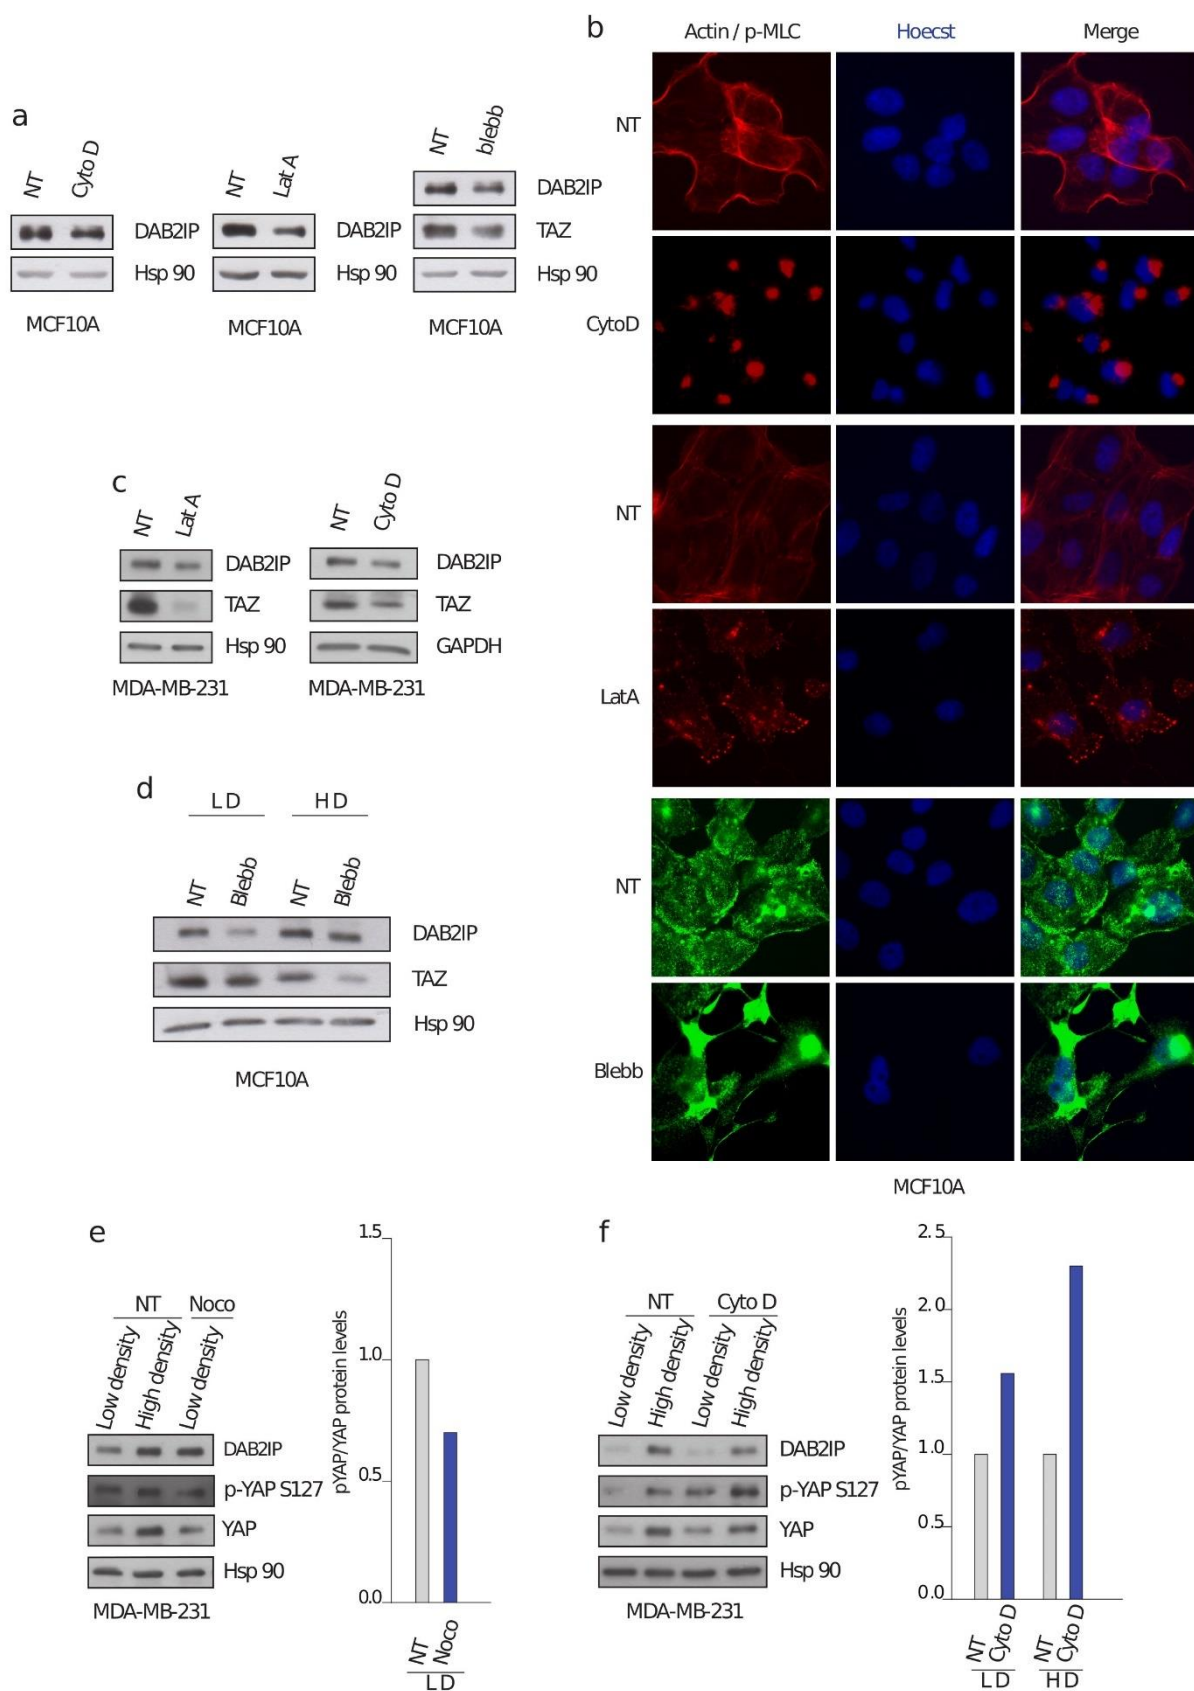 a
NT
Cyto D
DAB2IP
Hsp 90
MCF10A
NT
Lat A
DAB2IP
Hsp 90
MCF10A
NT
blebb
DAB2IP
TAZ
Hsp 90
MCF10A
b
Actin / p-MLC Hoecst Merge
NT
CytoD
NT
LatA
NT
Blebb
MCF10A
c
NT
Lat A
DAB2IP
TAZ
Hsp 90
MDA-MB-231
NT
Cyto D
DAB2IP
TAZ
GAPDH
MDA-MB-231
d
LD HD
NT
Blebb
NT
Blebb
DAB2IP
TAZ
Hsp 90
MCF10A
e
NT Noco
Low density
High density
Low density
DAB2IP
p-YAP S127
YAP
Hsp 90
MDA-MB-231
pYAP/YAP protein levels
1.5
1.0
0.5
0.0
NT
Noco
LD
f
NT Cyto D
Low density
High density
Low density
High density
DAB2IP
p-YAP S127
YAP
Hsp 90
MDA-MB-231
pYAP/YAP protein levels
2.5
2.0
1.5
1.0
0.5
0.0
NT
Cyto D
NT
Cyto D
LD HD